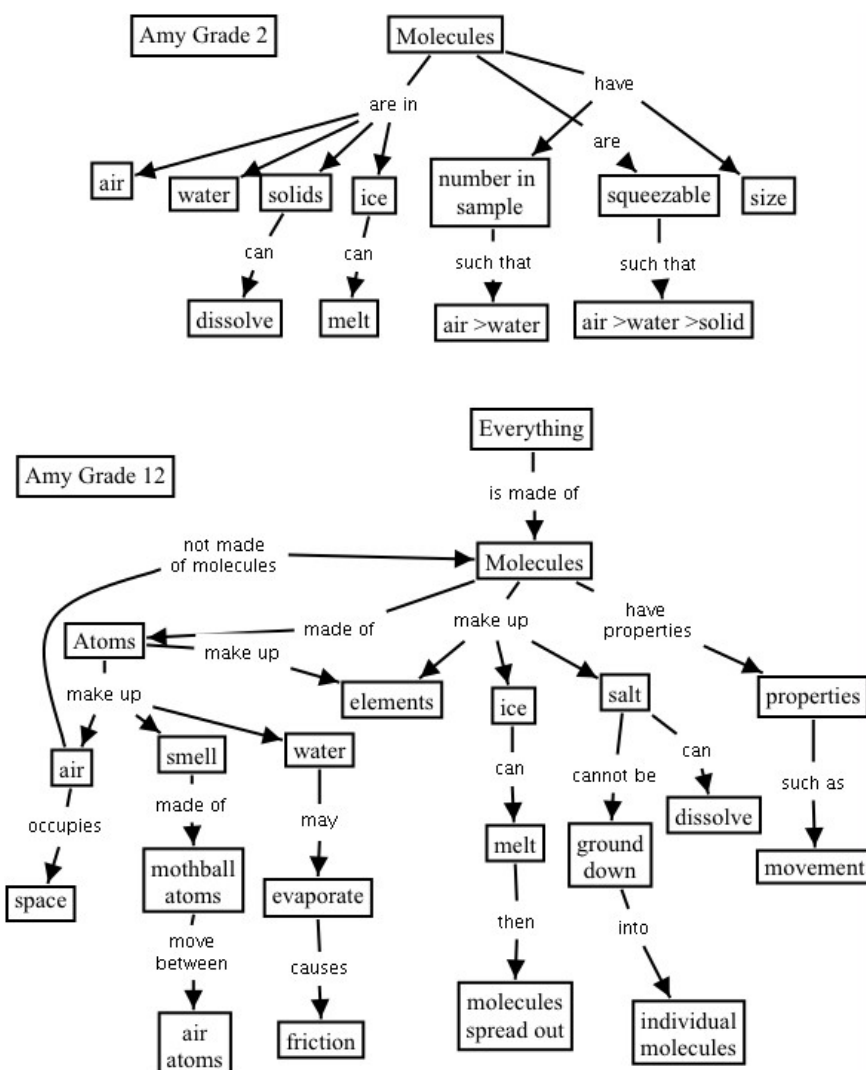 Amy Grade 2
Molecules
have
are in
are
air
water
solids
ice
number in
sample
squeezable
size
can
can
such that
such that
dissolve
melt
air >water
air >water >solid
Everything
Amy Grade 12
is made of
not made
of molecules
Molecules
made of
make up
have
properties
Atoms
make up
make up
elements
ice
salt
properties
air
smell
water
can
cannot be
can
such as
occupies
made of
may
dissolve
space
mothball
atoms
evaporate
melt
ground
down
movement
move
between
causes
then
into
air
atoms
friction
molecules
spread out
individual
molecules